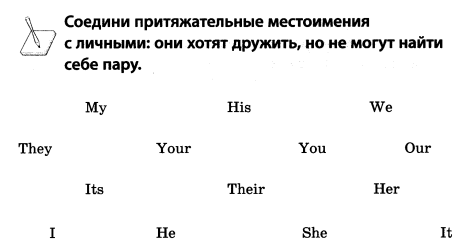 Соедини притяжательные местоимения
с личными: они хотят дружить, но не могут найти
себе пару.
My His We
They Your You Our
Its Their Her
I He She It